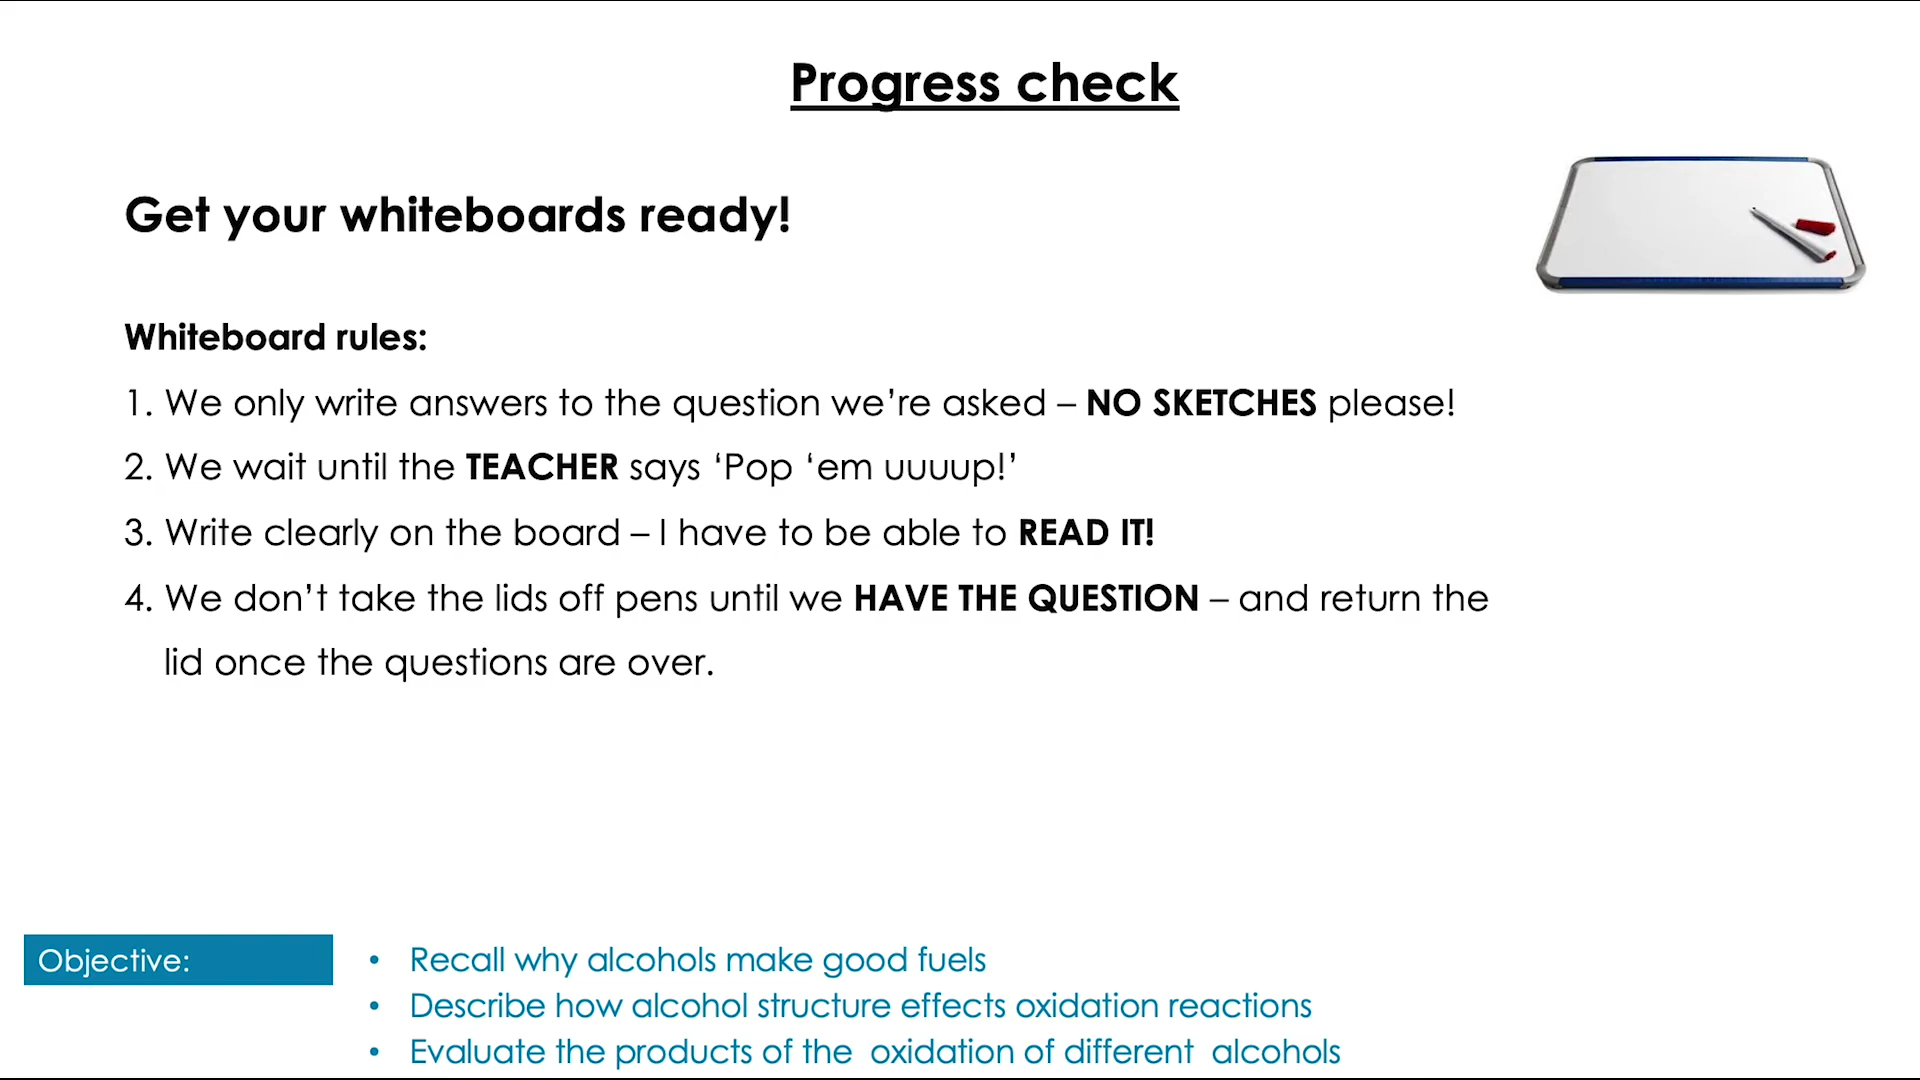 Progress check
Get your whiteboards ready!
Whiteboard rules:
1. We only write answers to the question we’re asked – NO SKETCHES please!
2. We wait until the TEACHER says ‘Pop ‘em uuuup!’
3. Write clearly on the board – I have to be able to READ IT!
4. We don’t take the lids off pens until we HAVE THE QUESTION – and return the
lid once the questions are over.
Objective:
• Recall why alcohols make good fuels
• Describe how alcohol structure effects oxidation reactions
• Evaluate the products of the  oxidation of different  alcohols